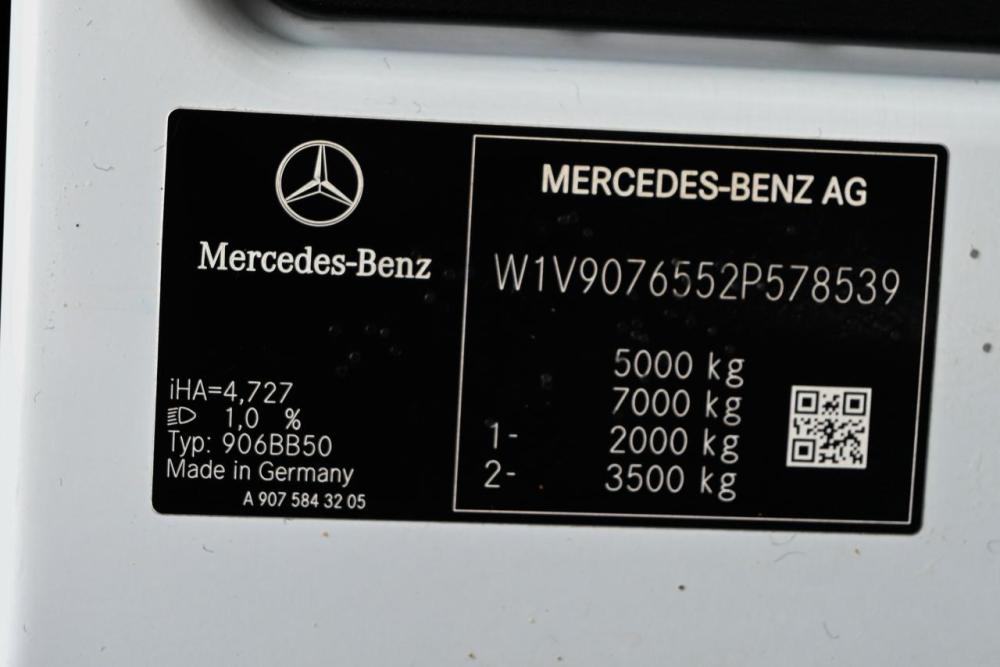 Mercedes-Benz
iHA=4,727
1,0 %
Typ: 906BB50
Made in Germany
A 907 584 32 05
MERCEDES-BENZ AG
W1V9076552P578539
5000 kg
7000 kg
1- 2000 kg
2- 3500 kg